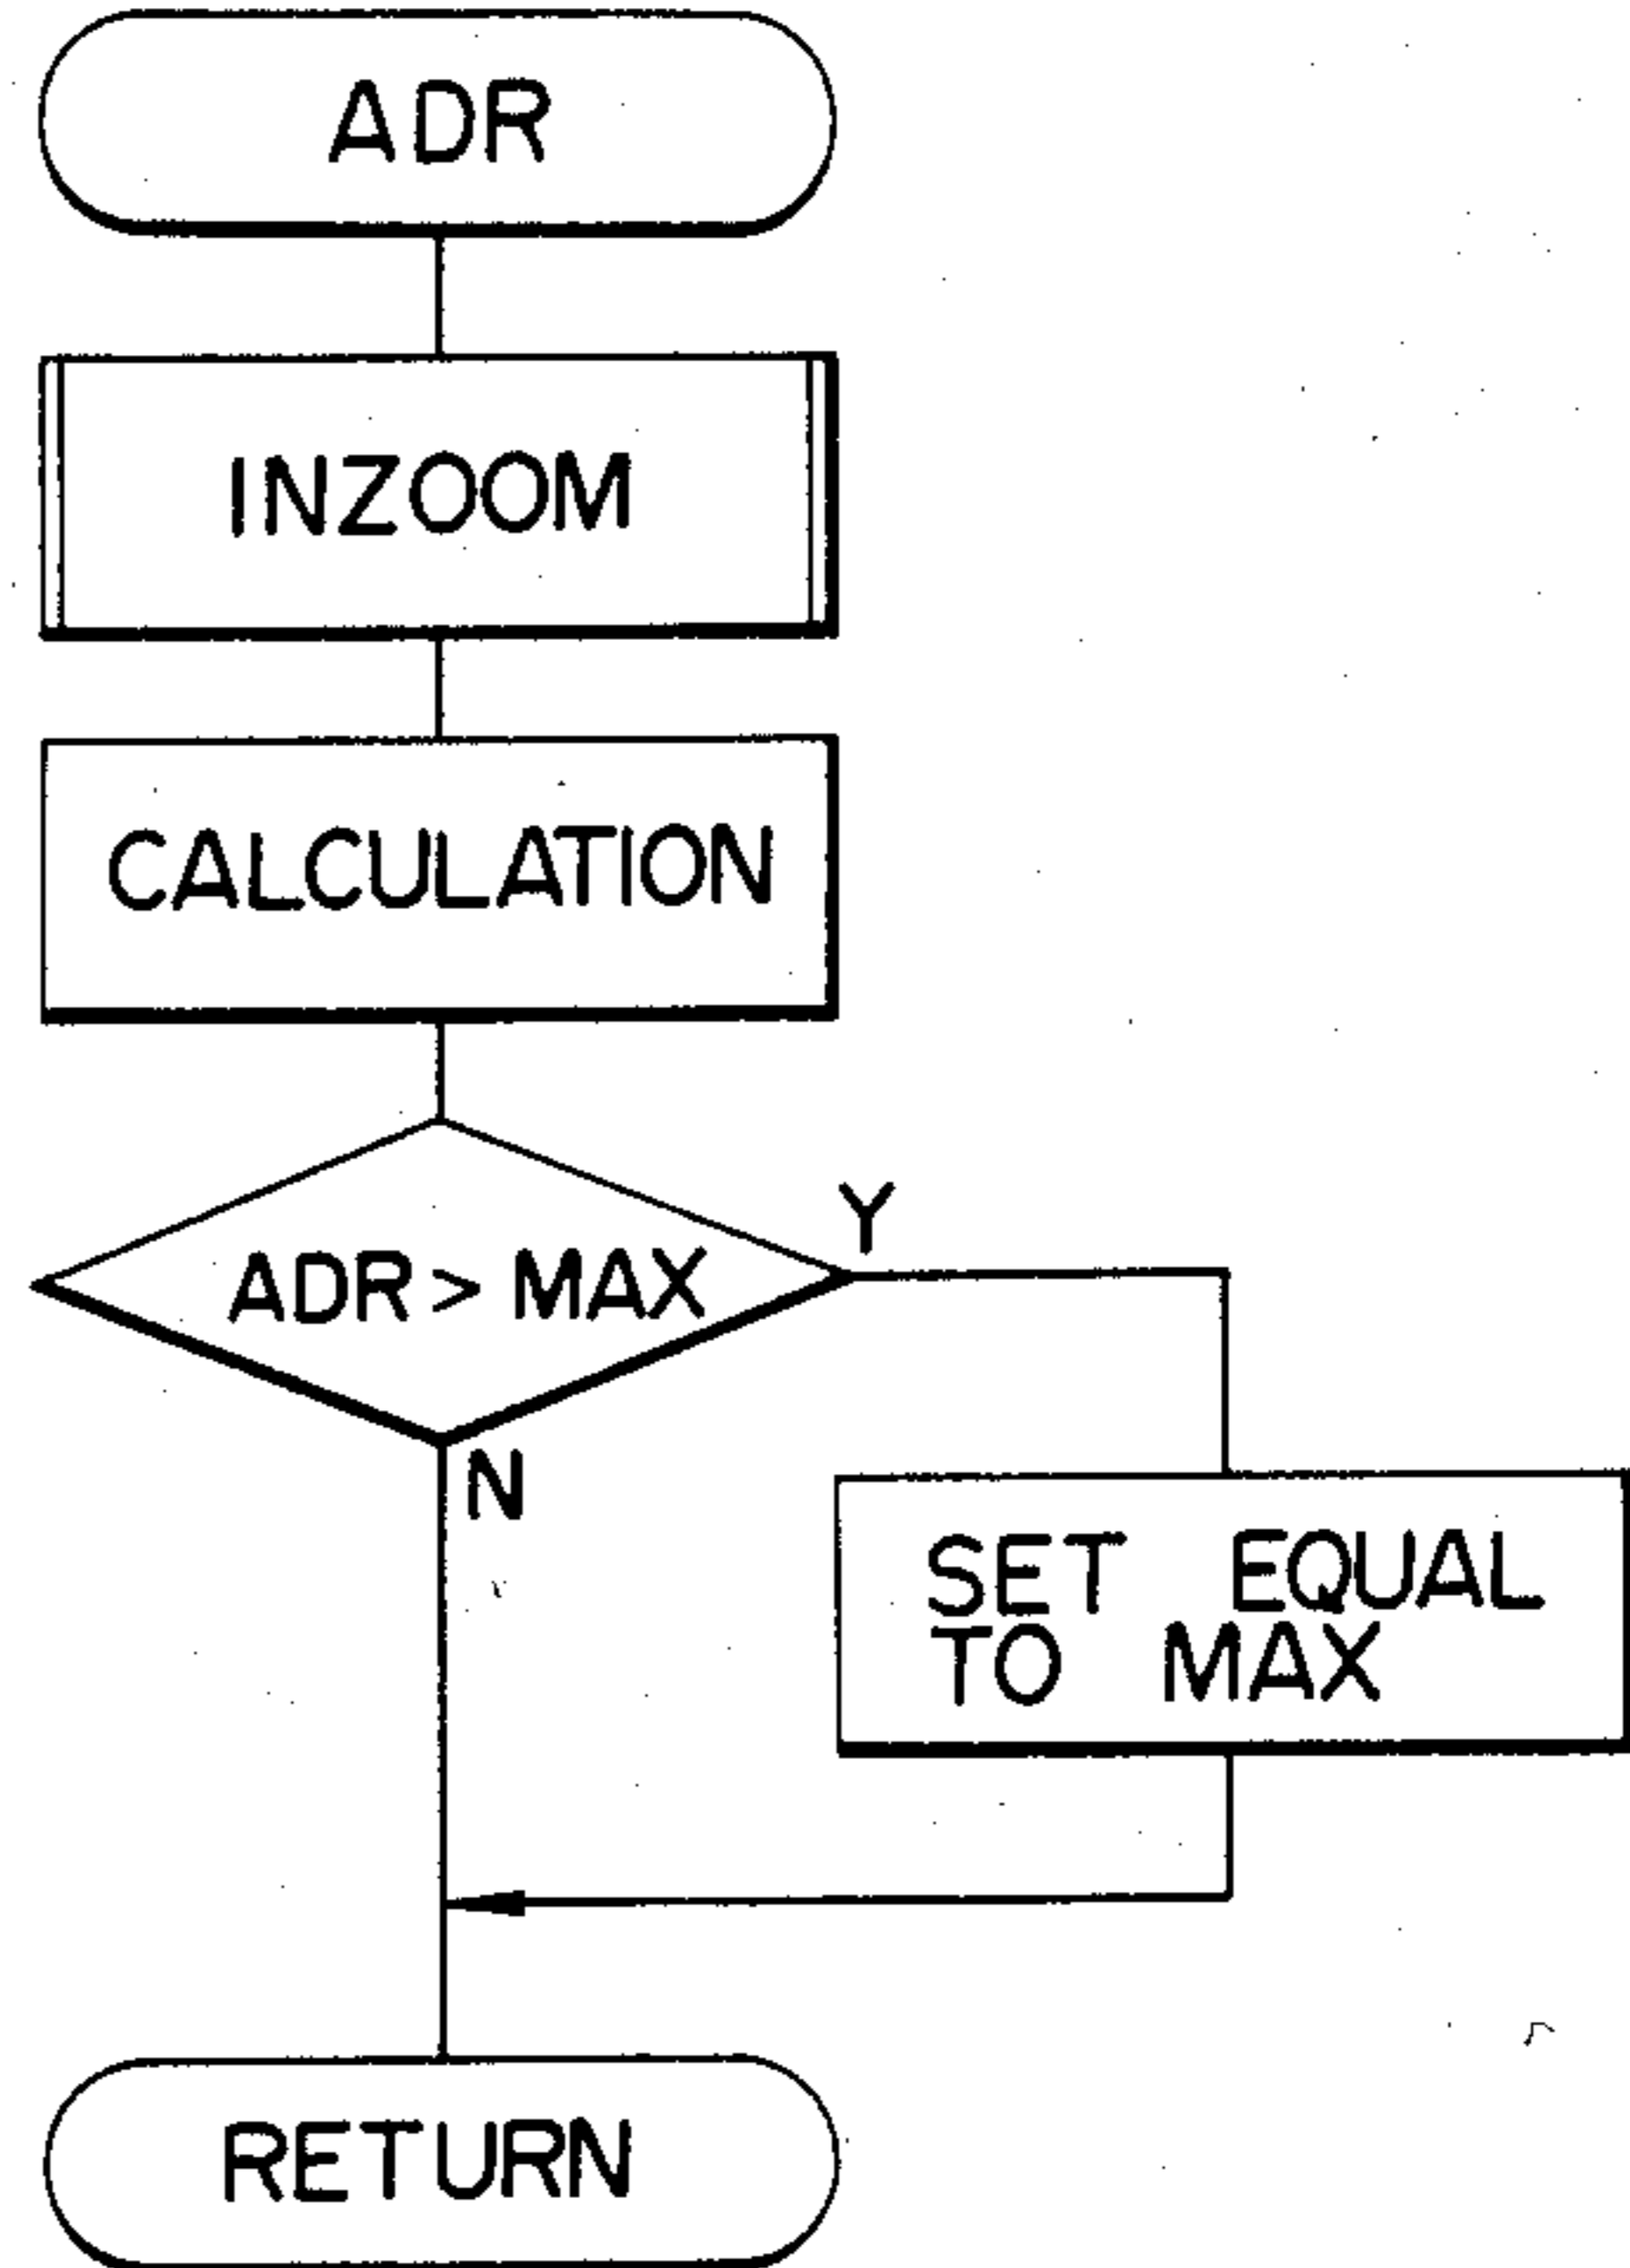 ADR
INZOOM
CALCULATION
ADR > MAX
Y
N
SET EQUAL
TO MAX
RETURN